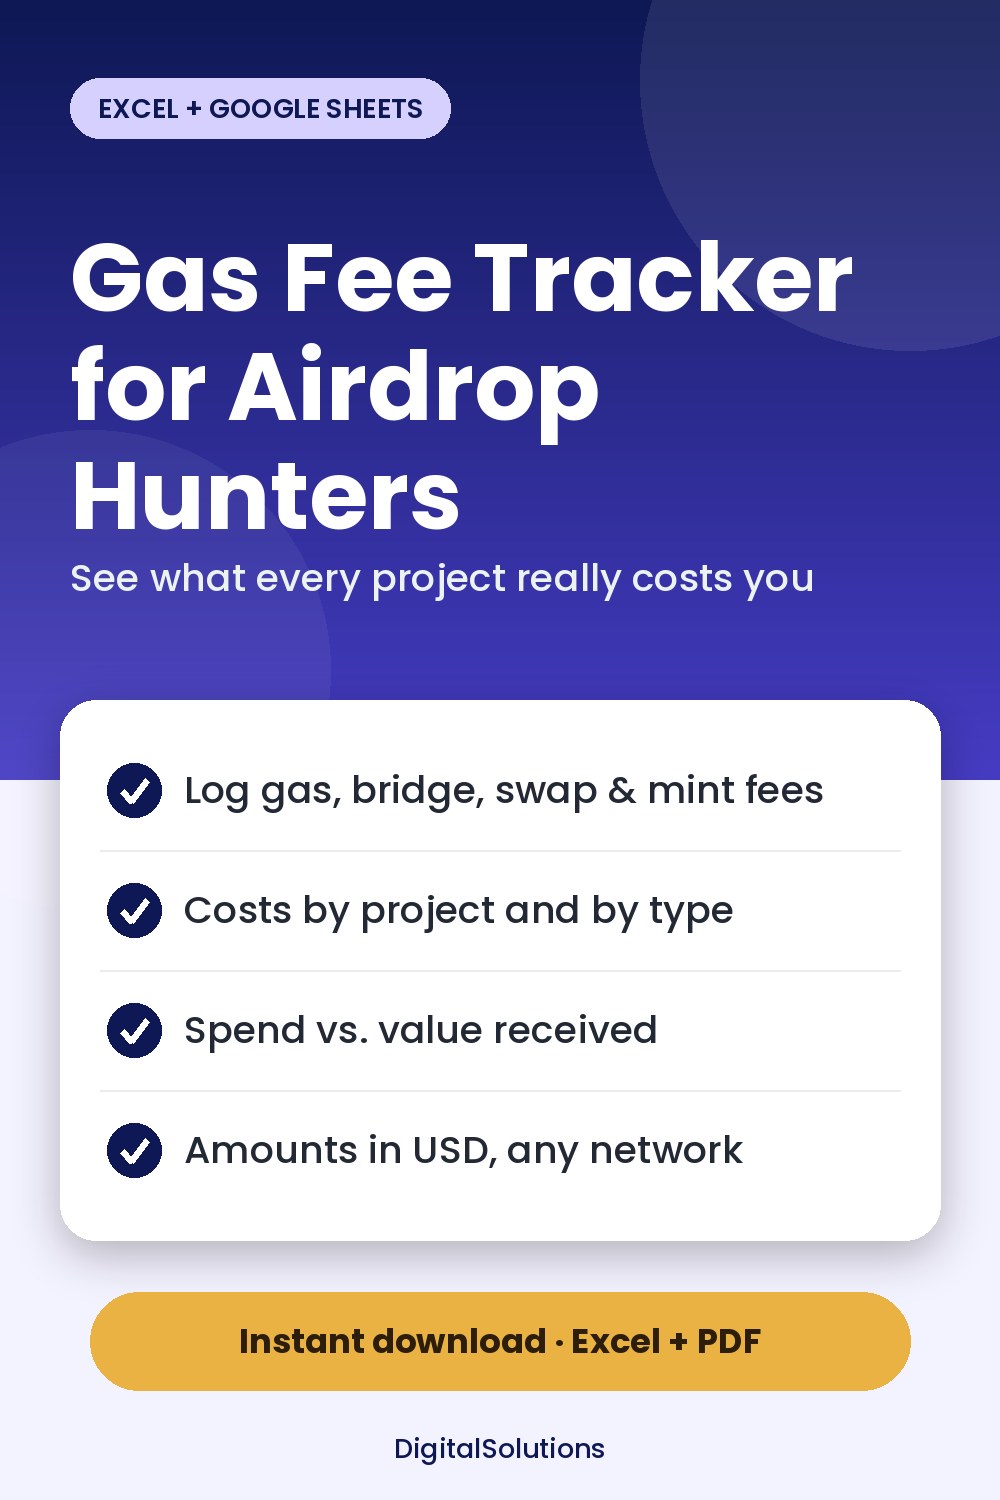 EXCEL + GOOGLE SHEETS
Gas Fee Tracker
for Airdrop
Hunters
See what every project really costs you
Log gas, bridge, swap & mint fees
Costs by project and by type
Spend vs. value received
Amounts in USD, any network
Instant download · Excel + PDF
DigitalSolutions